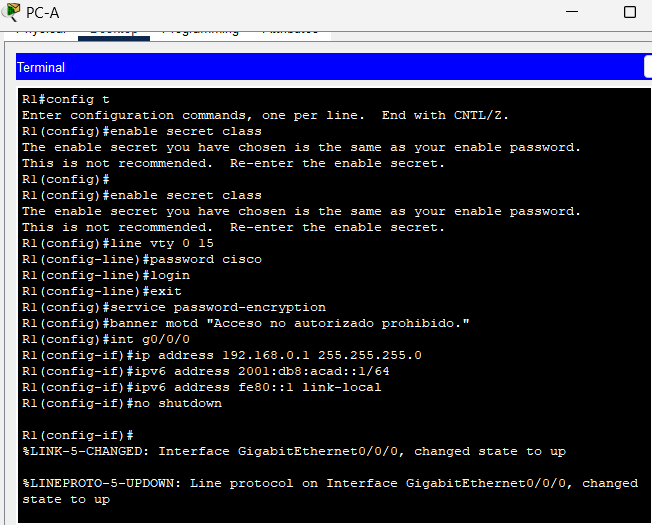 PC-A
Physical Desktop Programming Attributes
Terminal
R1#config t
Enter configuration commands, one per line.  End with CNTL/Z.
R1(config)#enable secret class
The enable secret you have chosen is the same as your enable password.
This is not recommended.  Re-enter the enable secret.
R1(config)#
R1(config)#enable secret class
The enable secret you have chosen is the same as your enable password.
This is not recommended.  Re-enter the enable secret.
R1(config)#line vty 0 15
R1(config-line)#password cisco
R1(config-line)#login
R1(config-line)#exit
R1(config)#service password-encryption
R1(config)#banner motd "Acceso no autorizado prohibido."
R1(config)#int g0/0/0
R1(config-if)#ip address 192.168.0.1 255.255.255.0
R1(config-if)#ipv6 address 2001:db8:acad::1/64
R1(config-if)#ipv6 address fe80::1 link-local
R1(config-if)#no shutdown
R1(config-if)#
%LINK-5-CHANGED: Interface GigabitEthernet0/0/0, changed state to up
%LINEPROTO-5-UPDOWN: Line protocol on Interface GigabitEthernet0/0/0, changed
state to up